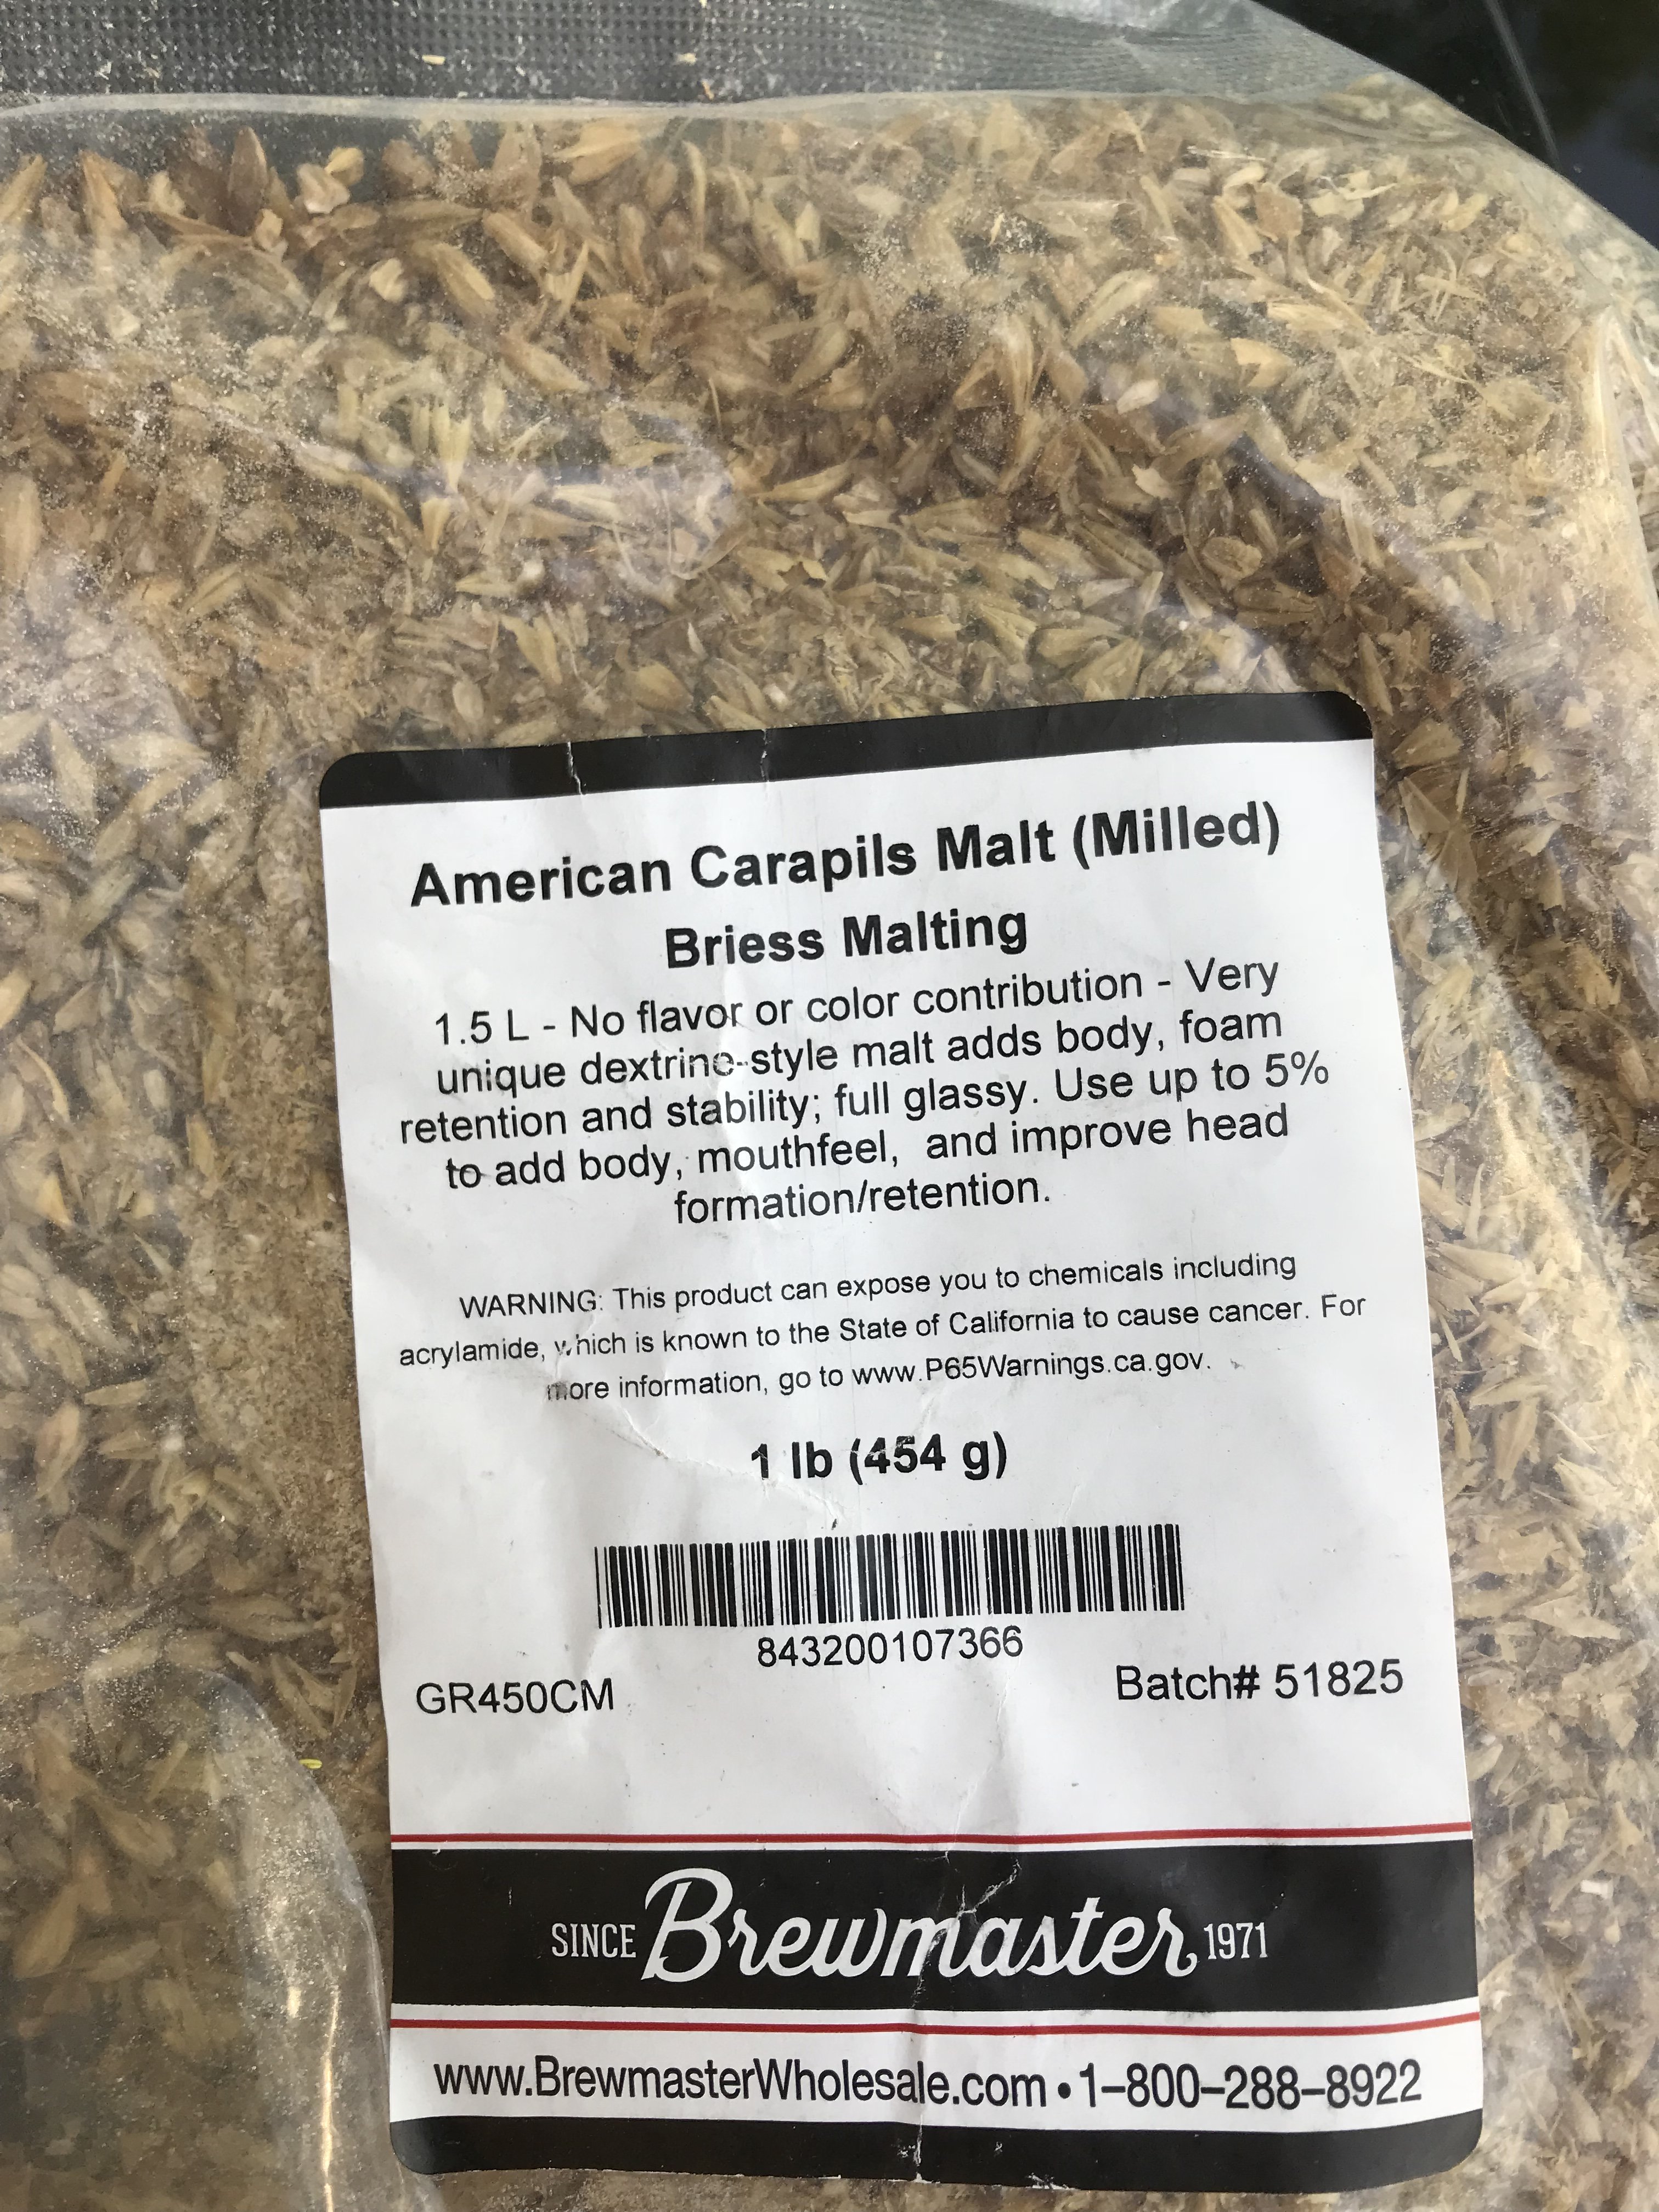 American Carapils Malt (Milled)
Briess Malting
1.5 L - No flavor or color contribution - Very
unique dextrine-style malt adds body, foam
retention and stability; full glassy. Use up to 5%
to add body, mouthfeel, and improve head
formation/retention.
WARNING: This product can expose you to chemicals including
acrylamide, which is known to the State of California to cause cancer. For
more information, go to www.P65Warnings.ca.gov.
1 lb (454 g)
843200107366
GR450CM Batch# 51825
SINCE Brewmaster 1971
www.BrewmasterWholesale.com • 1-800-288-8922